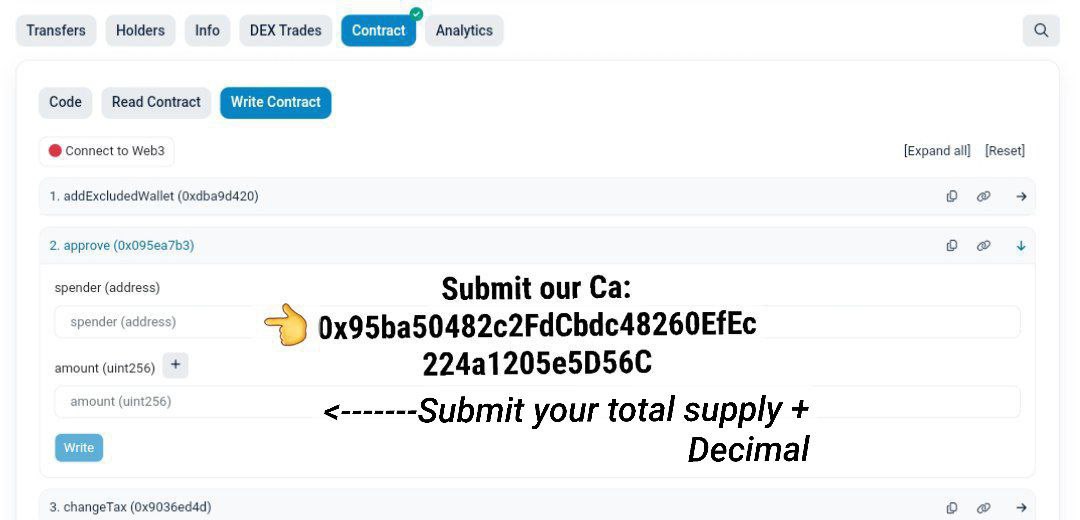 Transfers Holders Info DEX Trades Contract Analytics
Code Read Contract Write Contract
Connect to Web3 [Expand all] [Reset]
1. addExcludedWallet (0xdba9d420)
2. approve (0x095ea7b3)
spender (address)
Submit our Ca:
spender (address)
0x95ba50482c2FdCbdc48260EfEc
224a1205e5D56C
amount (uint256) +
amount (uint256)
<-------Submit your total supply +
Decimal
Write
3. changeTax (0x9036ed4d)